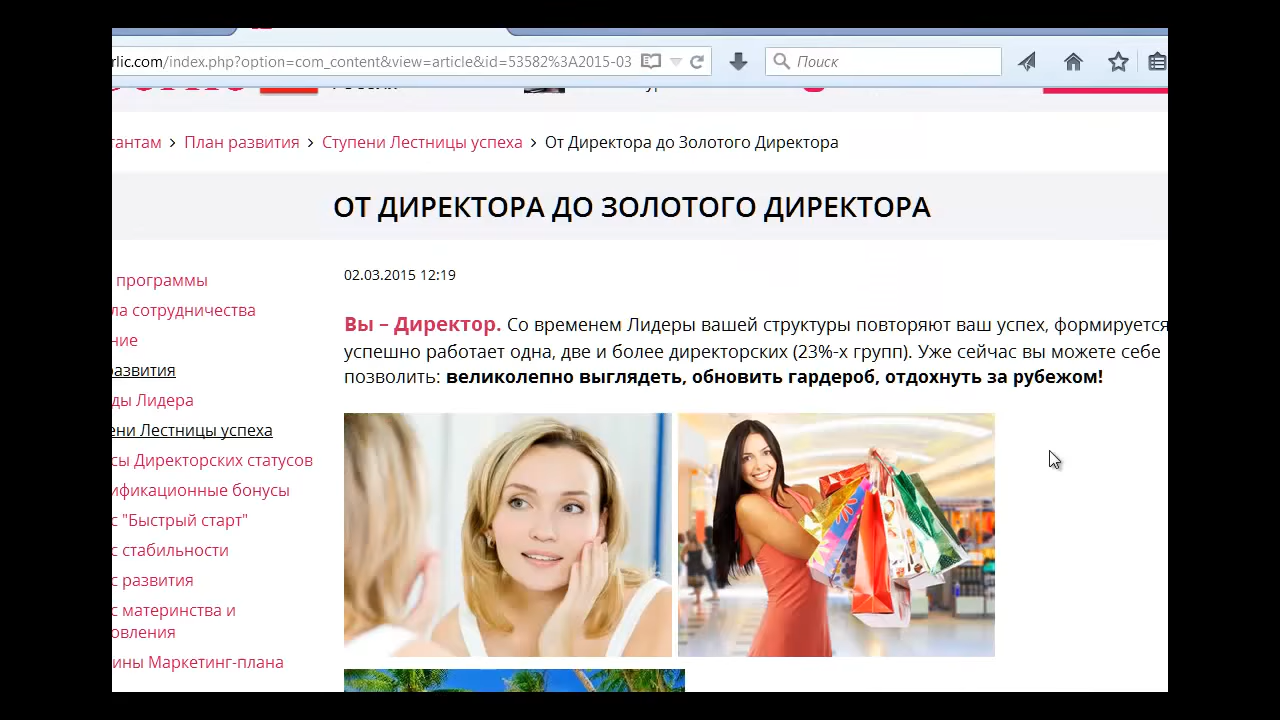 rlic.com/index.php?option=com_content&view=article&id=53582%3A2015-03
Поиск
тантам > План развития > Ступени Лестницы успеха > От Директора до Золотого Директора
ОТ ДИРЕКТОРА ДО ЗОЛОТОГО ДИРЕКТОРА
02.03.2015 12:19
Вы – Директор. Со временем Лидеры вашей структуры повторяют ваш успех, формируется
успешно работает одна, две и более директорских (23%-х групп). Уже сейчас вы можете себе
позволить: великолепно выглядеть, обновить гардероб, отдохнуть за рубежом!
программы
ла сотрудничества
ние
развития
ды Лидера
ени Лестницы успеха
сы Директорских статусов
ификационные бонусы
с "Быстрый старт"
с стабильности
с развития
с материнства и
овления
ины Маркетинг-плана